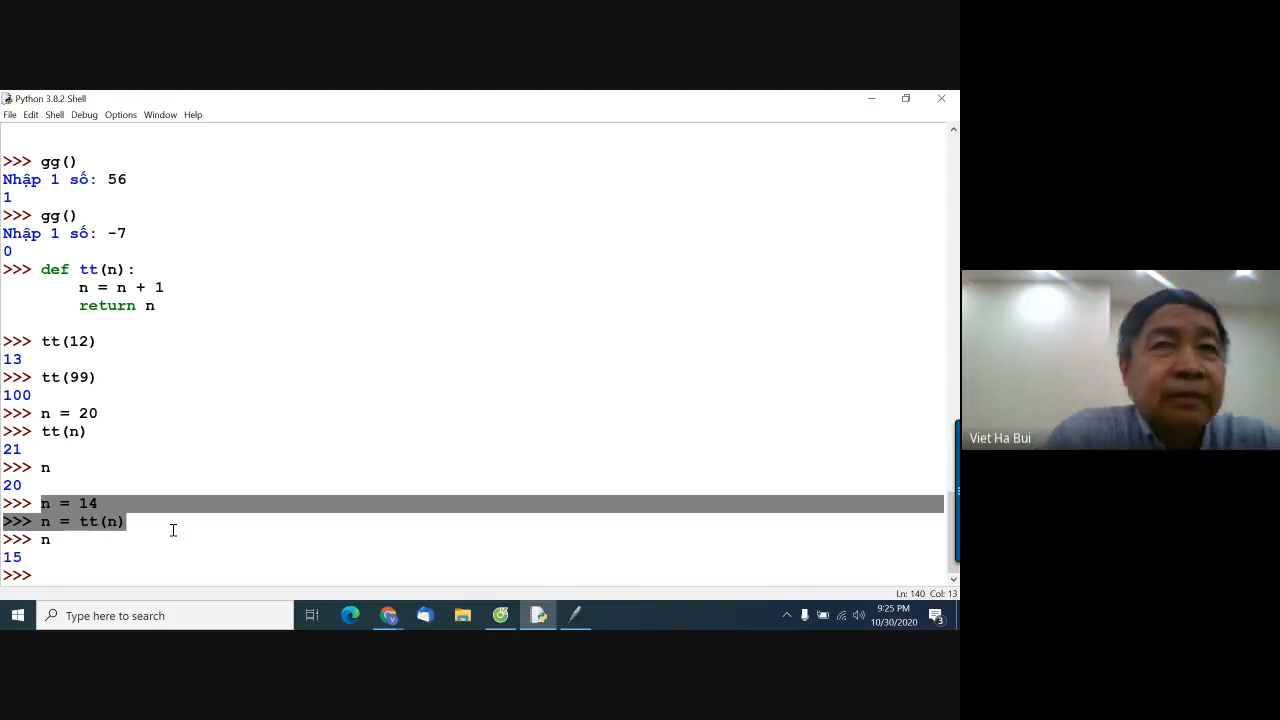 Python 3.8.2 Shell
File Edit Shell Debug Options Window Help
>>> gg()
Nhập 1 số: 56
1
>>> gg()
Nhập 1 số: -7
0
>>> def tt(n):
n = n + 1
return n
>>> tt(12)
13
>>> tt(99)
100
>>> n = 20
>>> tt(n)
21
>>> n
20
>>> n = 14
>>> n = tt(n)
>>> n
15
>>>
Ln: 140 Col: 13
Type here to search
9:25 PM
10/30/2020
3
Viet Ha Bui